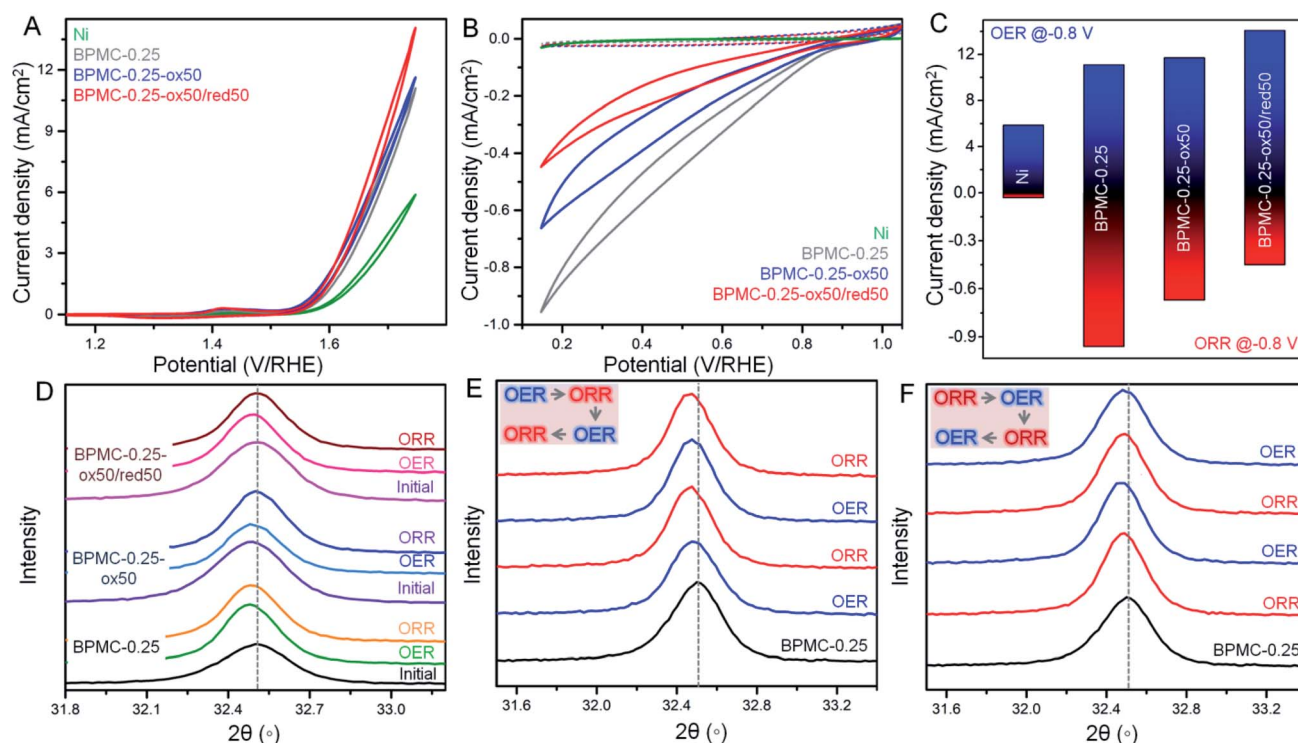 A
Ni
BPMC-0.25
BPMC-0.25-ox50
BPMC-0.25-ox50/red50
Current density (mA/cm²)
12
9
6
3
0
1.2
1.4
1.6
1.8
Potential (V/RHE)
B
Current density (mA/cm²)
0.0
-0.2
-0.4
-0.6
-0.8
-1.0
0.2
0.4
0.6
0.8
1.0
Ni
BPMC-0.25
BPMC-0.25-ox50
BPMC-0.25-ox50/red50
Potential (V/RHE)
C
OER @-0.8 V
Current density (mA/cm²)
12
8
4
0.0
-0.3
-0.6
-0.9
Ni
BPMC-0.25
BPMC-0.25-ox50
BPMC-0.25-ox50/red50
ORR @-0.8 V
D
Intensity
BPMC-0.25-
ox50/red50
ORR
OER
Initial
BPMC-0.25-
ox50
ORR
OER
Initial
BPMC-0.25
ORR
OER
Initial
31.8
32.1
32.4
32.7
33.0
2θ (○)
E
OER
ORR
ORR
OER
Intensity
ORR
OER
ORR
OER
BPMC-0.25
31.6
32.0
32.4
32.8
33.2
2θ (○)
F
ORR
OER
OER
ORR
Intensity
OER
ORR
OER
ORR
BPMC-0.25
31.6
32.0
32.4
32.8
33.2
2θ (○)